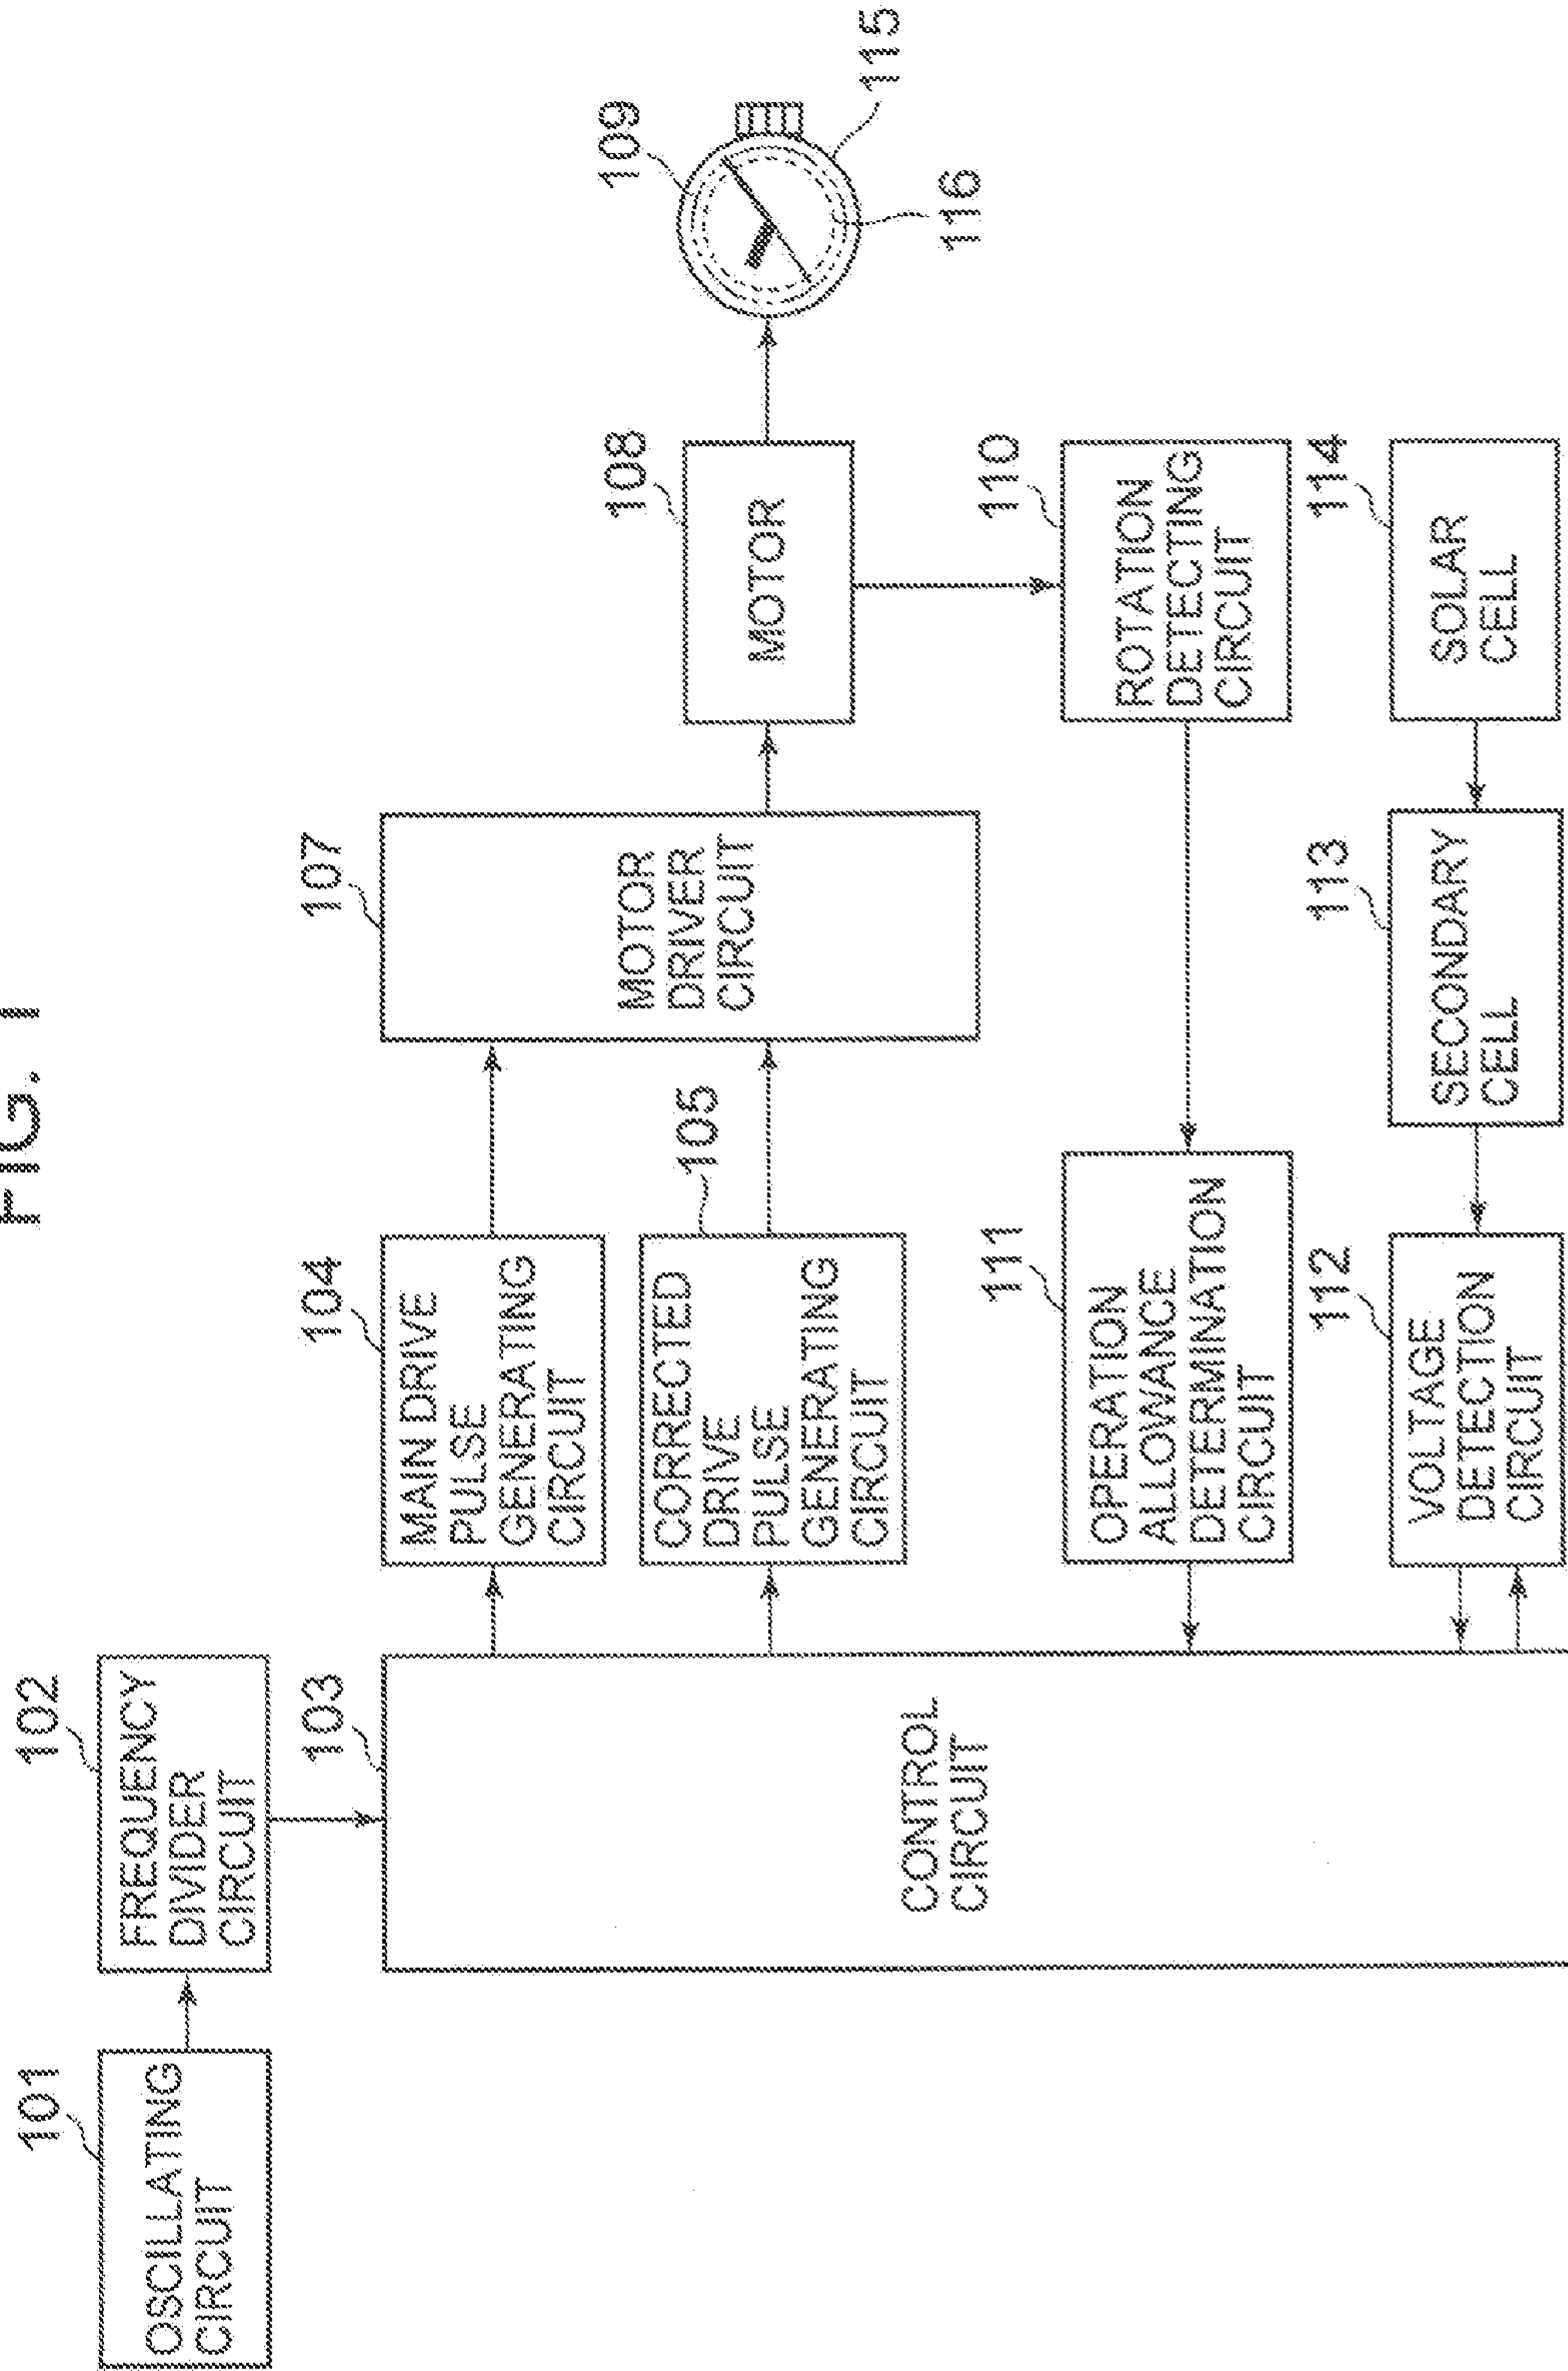 FIG. 1
101
OSCILLATING
CIRCUIT
102
FREQUENCY
DIVIDER
CIRCUIT
103
CONTROL
CIRCUIT
104
MAIN DRIVE
PULSE
GENERATING
CIRCUIT
105
CORRECTED
DRIVE
PULSE
GENERATING
CIRCUIT
107
MOTOR
DRIVER
CIRCUIT
108
MOTOR
109
115
116
110
ROTATION
DETECTING
CIRCUIT
111
OPERATION
ALLOWANCE
DETERMINATION
CIRCUIT
112
VOLTAGE
DETECTION
CIRCUIT
113
SECONDARY
CELL
114
SOLAR
CELL